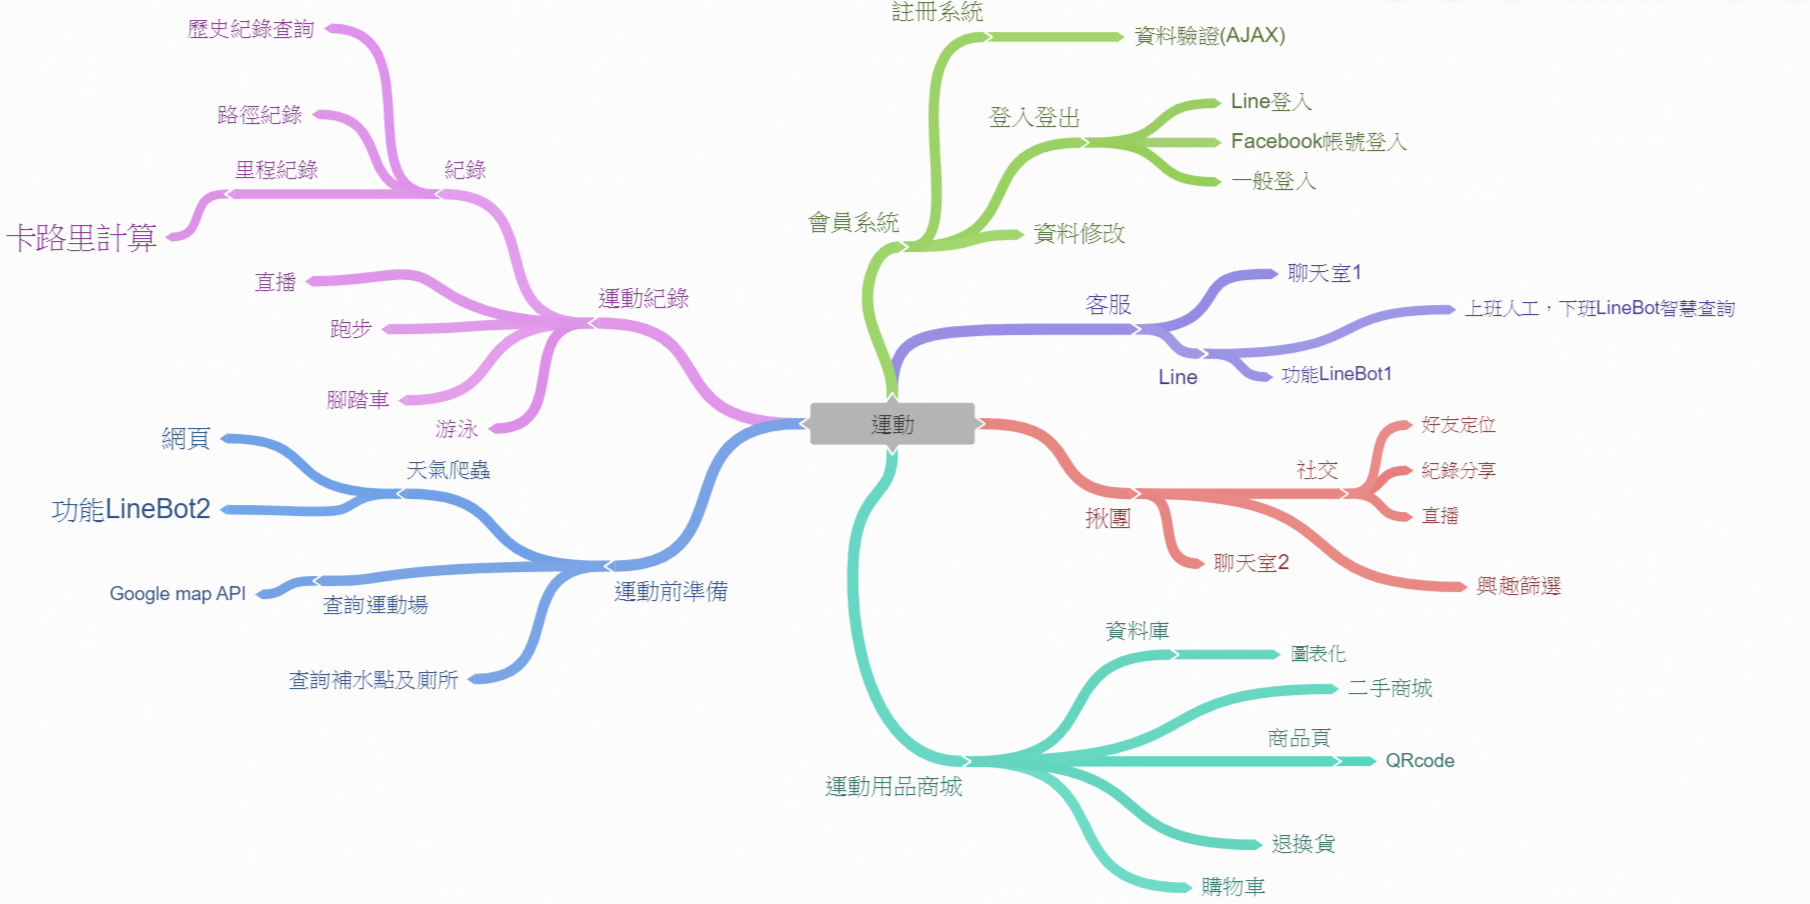 運動
註冊系統
資料驗證(AJAX)
登入登出
Line登入
Facebook帳號登入
一般登入
會員系統
資料修改
客服
聊天室1
上班人工，下班LineBot智慧查詢
Line
功能LineBot1
揪團
社交
好友定位
紀錄分享
直播
聊天室2
興趣篩選
運動用品商城
資料庫
圖表化
二手商城
商品頁
QRcode
退換貨
購物車
運動紀錄
紀錄
歷史紀錄查詢
路徑紀錄
里程紀錄
卡路里計算
直播
跑步
腳踏車
游泳
運動前準備
天氣爬蟲
網頁
功能LineBot2
查詢運動場
Google map API
查詢補水點及廁所